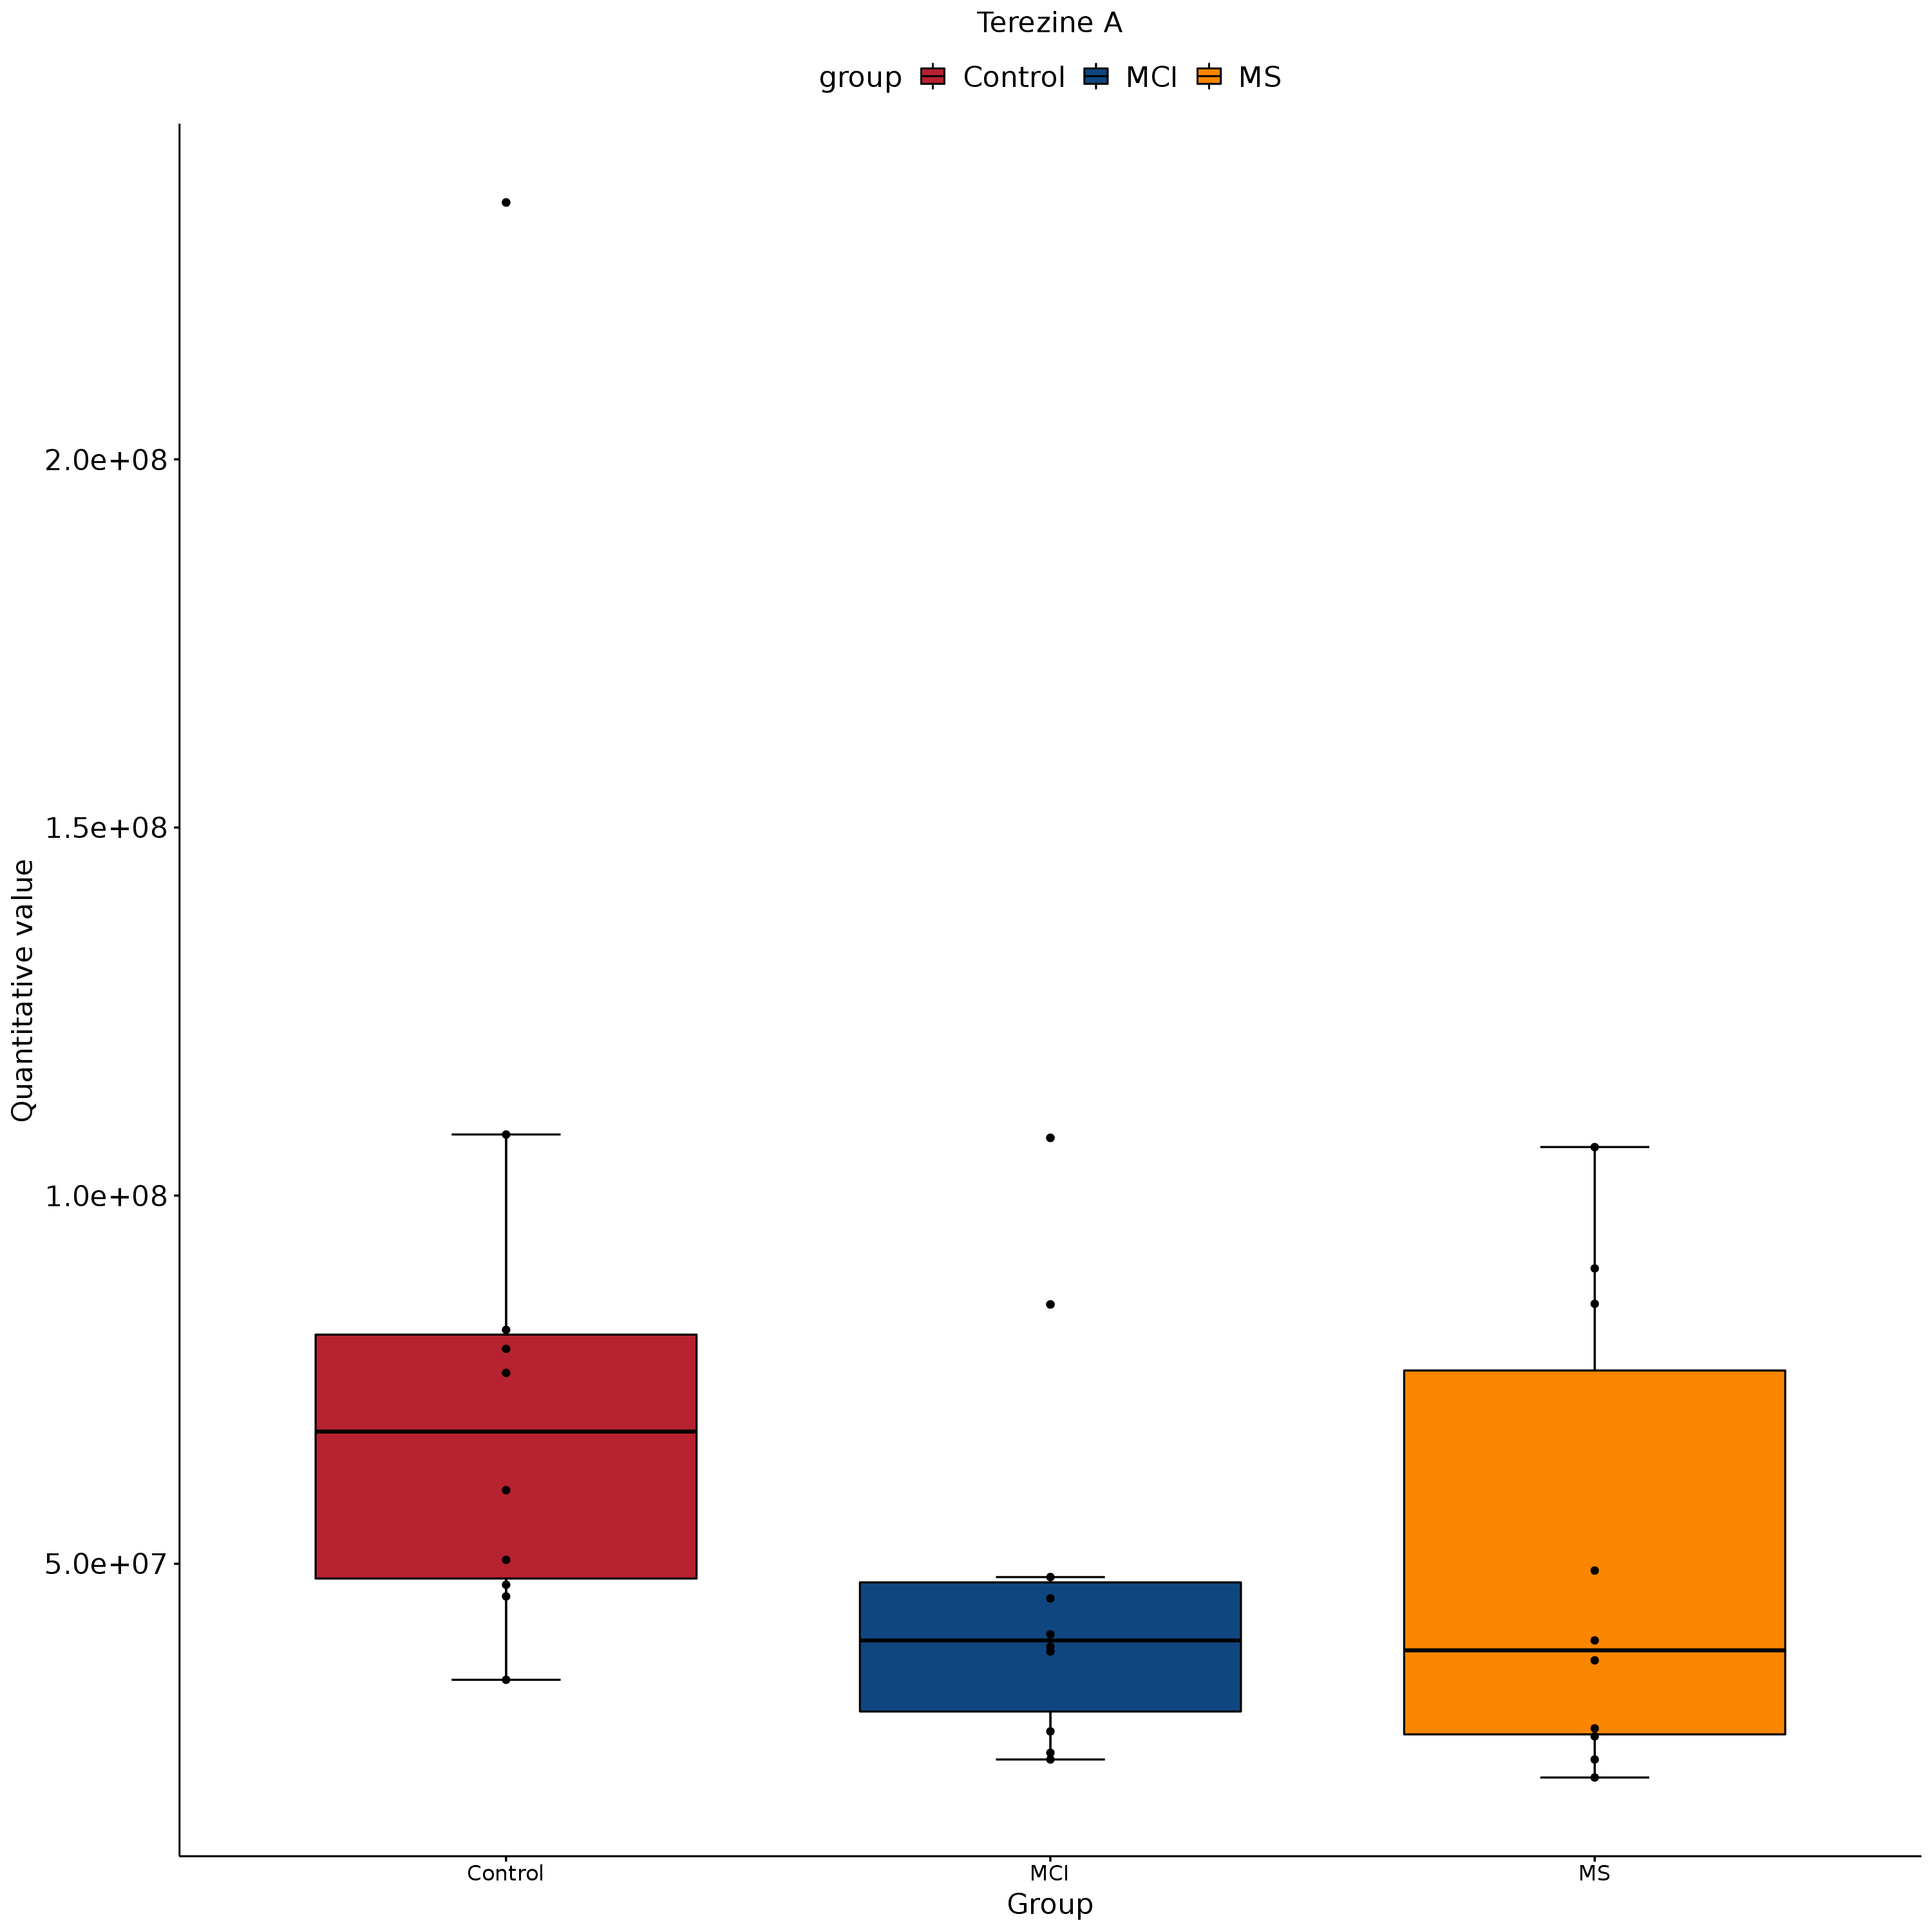 Terezine A
group Control MCI MS
Quantitative value
2.0e+08
1.5e+08
1.0e+08
5.0e+07
Control MCI MS
Group